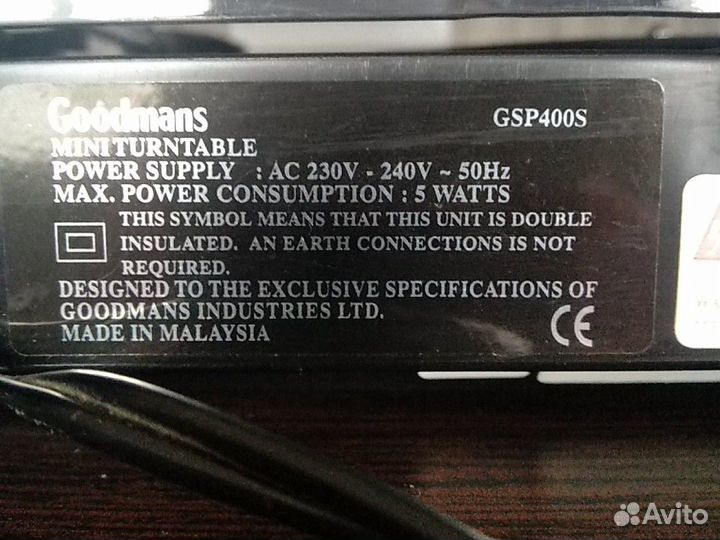 Goodmans
GSP400S
MINI TURNTABLE
POWER SUPPLY : AC 230V - 240V ~ 50Hz
MAX. POWER CONSUMPTION : 5 WATTS
THIS SYMBOL MEANS THAT THIS UNIT IS DOUBLE
INSULATED. AN EARTH CONNECTIONS IS NOT
REQUIRED.
DESIGNED TO THE EXCLUSIVE SPECIFICATIONS OF
GOODMANS INDUSTRIES LTD.
MADE IN MALAYSIA
CE
Avito